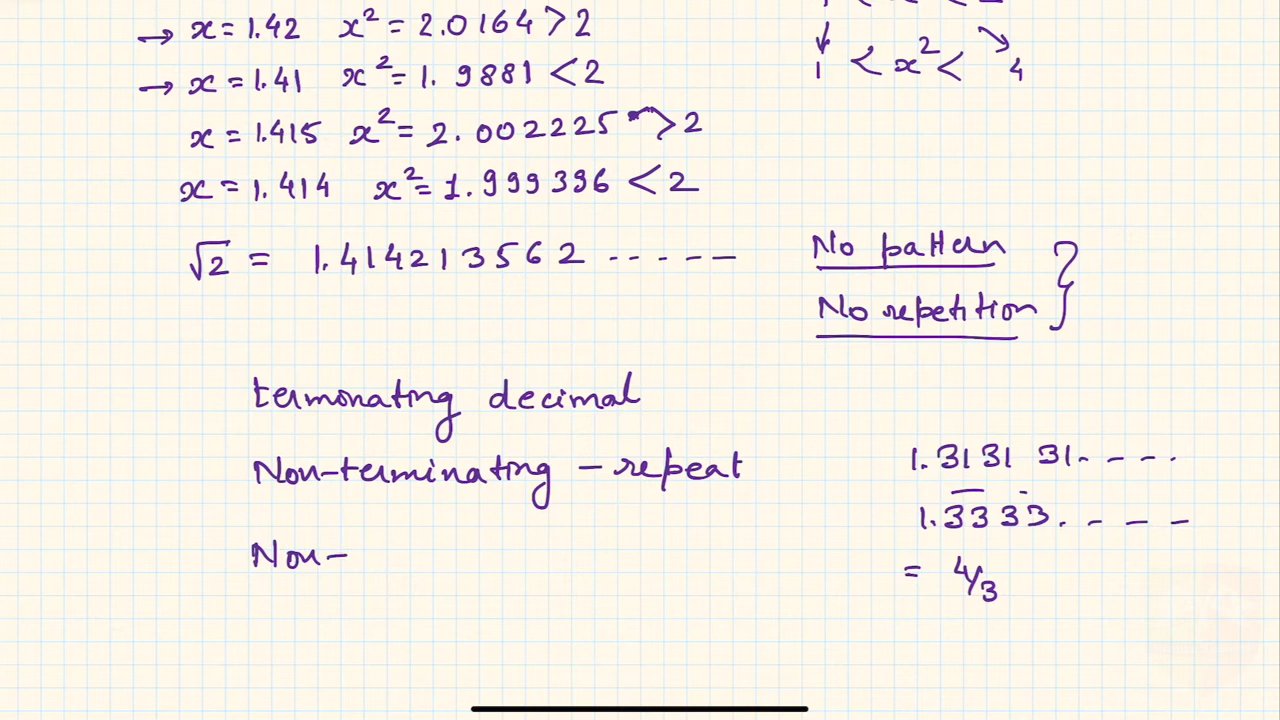 → x = 1.42 x² = 2.0164 > 2
→ x = 1.41 x² = 1.9881 < 2
1 < x² < 4
x = 1.415 x² = 2.002225 > 2
x = 1.414 x² = 1.999396 < 2
√2 = 1.414213562 -----
No pattern
No repetition
termonating decimal
Non-terminating - repeat
1.3131 31.---.
1.3333.---
= 4/3
Non-